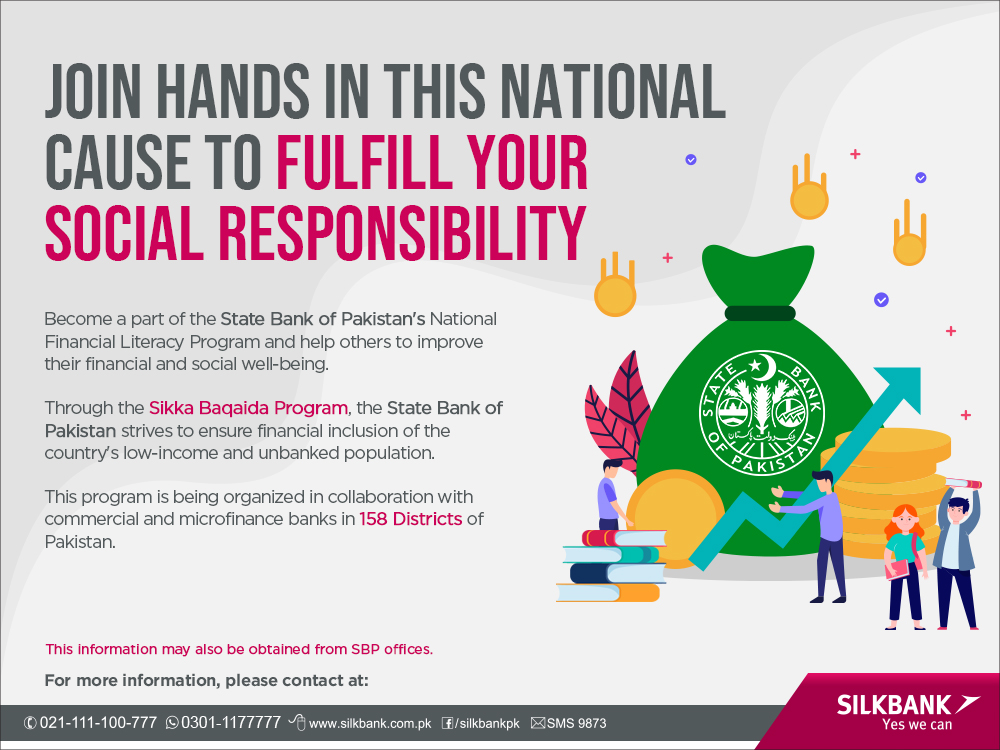 JOIN HANDS IN THIS NATIONAL
CAUSE TO FULFILL YOUR
SOCIAL RESPONSIBILITY
Become a part of the State Bank of Pakistan's National
Financial Literacy Program and help others to improve
their financial and social well-being.
Through the Sikka Baqaida Program, the State Bank of
Pakistan strives to ensure financial inclusion of the
country's low-income and unbanked population.
This program is being organized in collaboration with
commercial and microfinance banks in 158 Districts of
Pakistan.
STATE BANK
OF PAKISTAN
بینک دولت پاکستان
This information may also be obtained from SBP offices.
For more information, please contact at:
021-111-100-777 0301-1177777 www.silkbank.com.pk /silkbankpk SMS 9873
SILKBANK
Yes we can